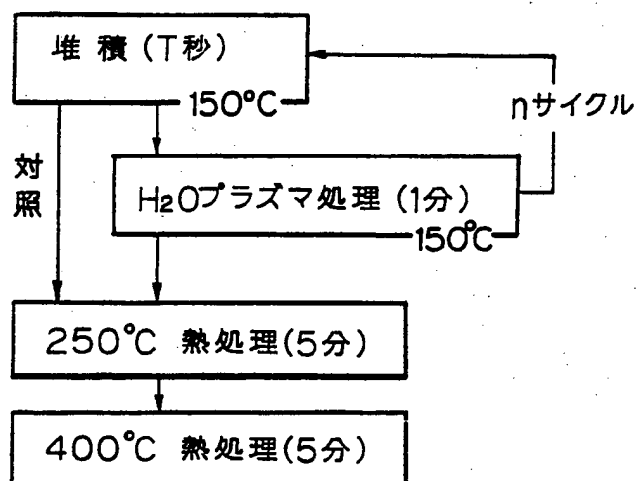 堆積(T秒)
150°C
nサイクル
対照
H2Oプラズマ処理(1分)
150°C
250°C 熱処理(5分)
400°C 熱処理(5分)